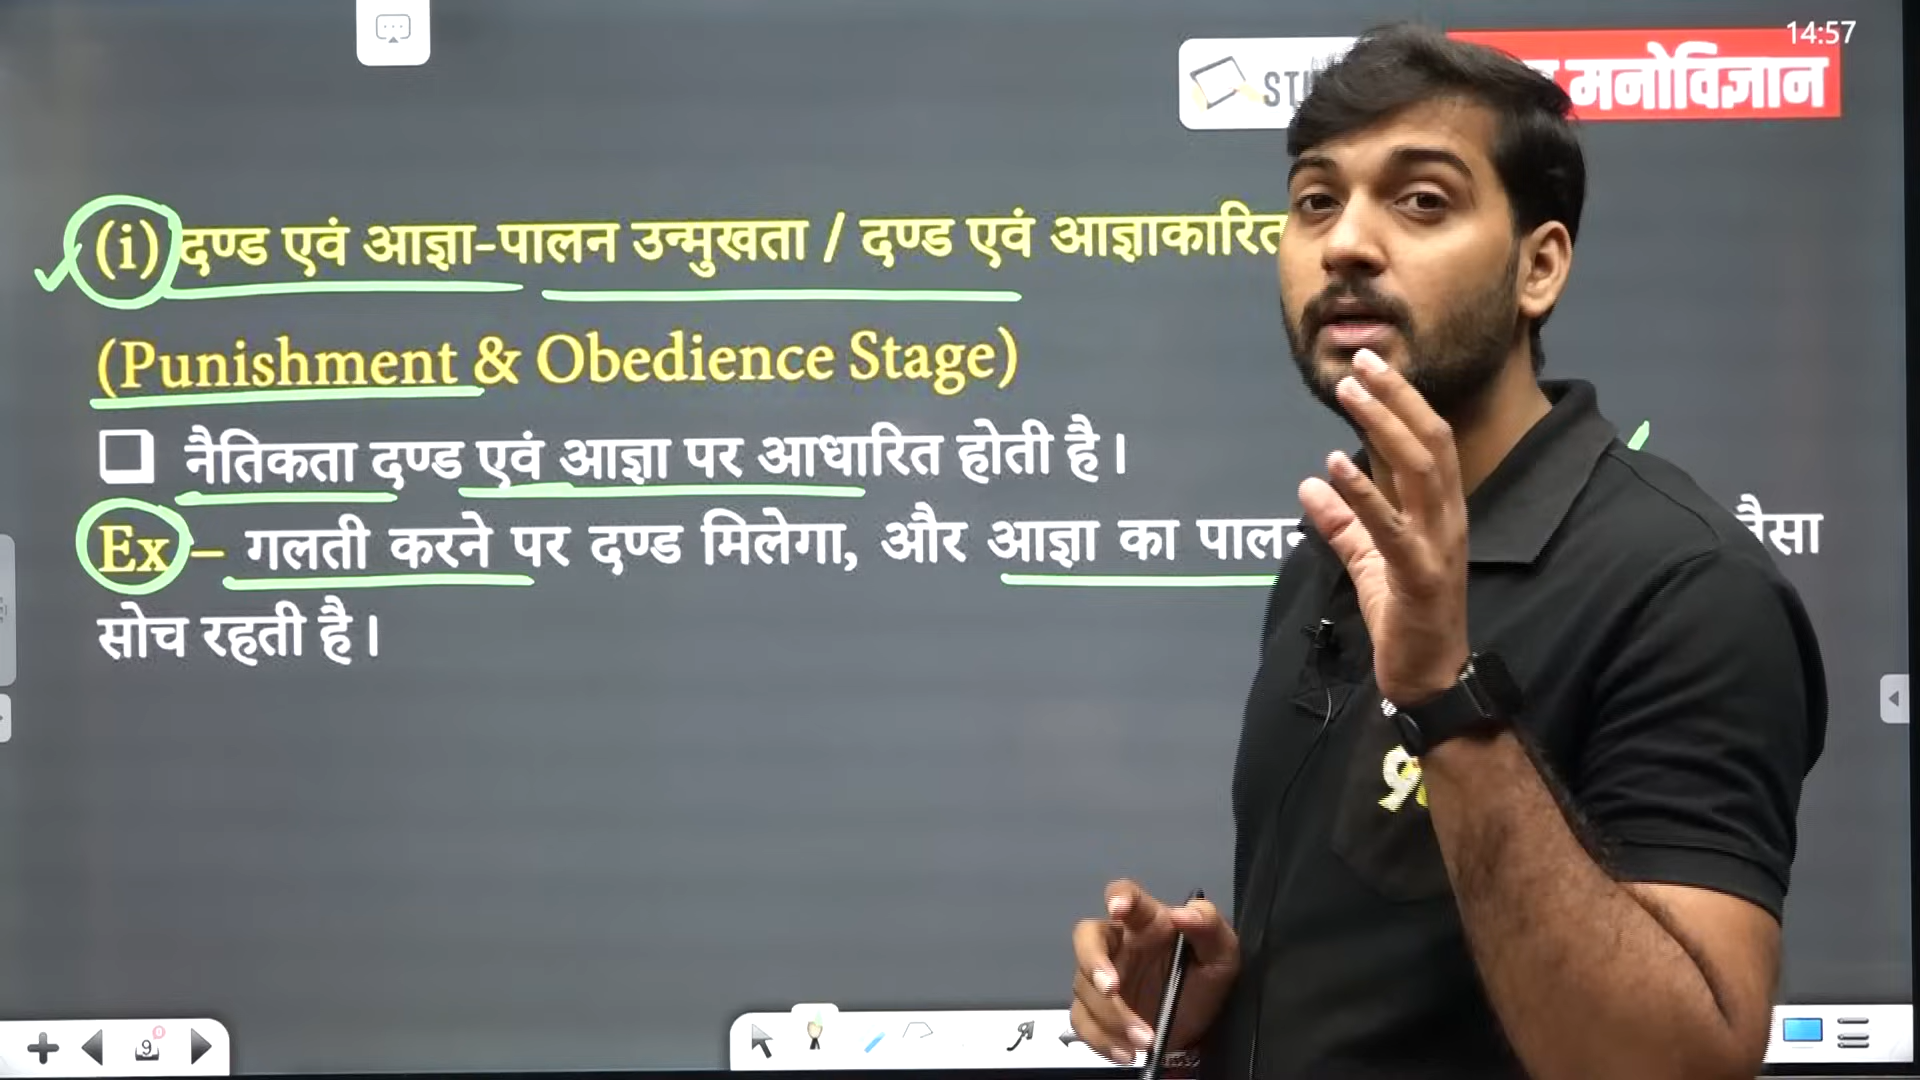 14:57
मनोविज्ञान
(i) दण्ड एवं आज्ञा-पालन उन्मुखता / दण्ड एवं
(Punishment & Obedience Stage)
नैतिकता दण्ड एवं आज्ञा पर आधारित होती है।
Ex – गलती करने पर दण्ड मिलेगा, और आज्ञा का
सोच रहती है।
9